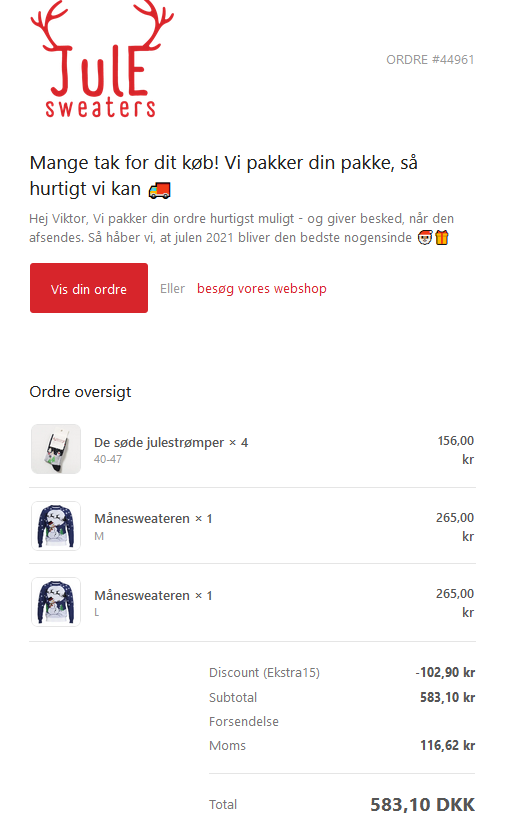 JulE
sweaters
ORDRE #44961
Mange tak for dit køb! Vi pakker din pakke, så
hurtigt vi kan 🚚
Hej Viktor, Vi pakker din ordre hurtigst muligt - og giver besked, når den
afsendes. Så håber vi, at julen 2021 bliver den bedste nogensinde 🎅🎁
Vis din ordre Eller besøg vores webshop
Ordre oversigt
De søde julestrømper × 4 156,00
40-47 kr
Månesweateren × 1 265,00
M kr
Månesweateren × 1 265,00
L kr
Discount (Ekstra15) -102,90 kr
Subtotal 583,10 kr
Forsendelse
Moms 116,62 kr
Total 583,10 DKK